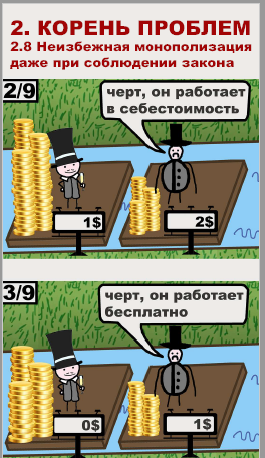 2. КОРЕНЬ ПРОБЛЕМ
2.8 Неизбежная монополизация
даже при соблюдении закона
2/9
черт, он работает
в себестоимость
1$
2$
3/9
черт, он работает
бесплатно
0$
1$